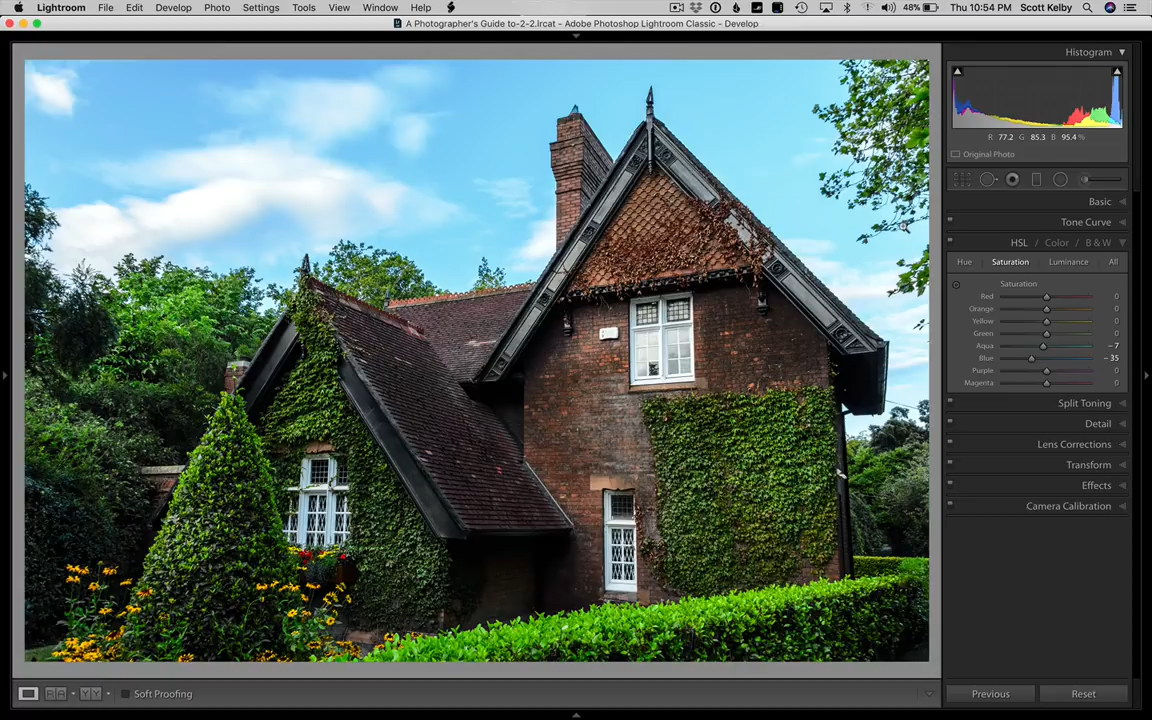 Lightroom File Edit Develop Photo Settings Tools View Window Help 48% Thu 10:54 PM Scott Kelby
A Photographer's Guide to-2-2.lrcat - Adobe Photoshop Lightroom Classic - Develop
Histogram
R 77.2 G 85.3 B 95.4 %
Original Photo
Basic
Tone Curve
HSL / Color / B & W
Hue Saturation Luminance All
Saturation
Red 0
Orange 0
Yellow 0
Green 0
Aqua - 7
Blue - 35
Purple 0
Magenta 0
Split Toning
Detail
Lens Corrections
Transform
Effects
Camera Calibration
Soft Proofing
Previous Reset